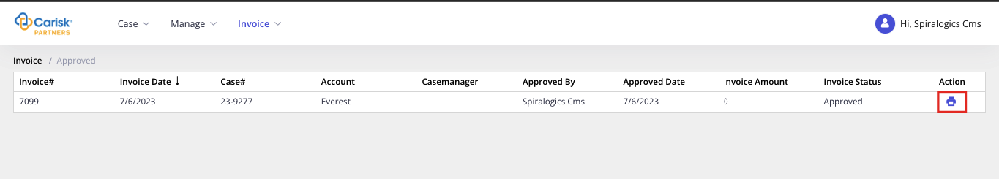 Carisk
PARTNERS
Case Manage Invoice Hi, Spiralogics Cms
Invoice / Approved
Invoice# Invoice Date ↓ Case# Account Casemanager Approved By Approved Date Invoice Amount Invoice Status Action
7099 7/6/2023 23-9277 Everest Spiralogics Cms 7/6/2023 0 Approved